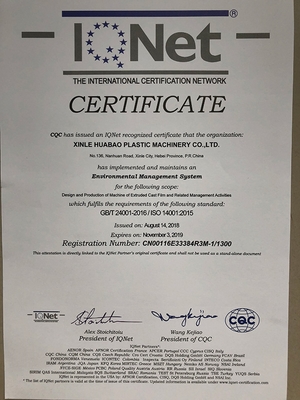 IQNet ®
THE INTERNATIONAL CERTIFICATION NETWORK
CERTIFICATE
CQC has issued an IQNet recognized certificate that the organization:
XINLE HUABAO PLASTIC MACHINERY CO.,LTD.
No.136, Nanhuan Road, Xinle City, Hebei Province, P.R.China
has implemented and maintains an
Environmental Management System
for the following scope:
Design and Production of Machine of Extruded Cast Film and Related Management Activities
which fulfills the requirements of the following standard:
GB/T 24001-2016 / ISO 14001:2015
Issued on: August 14, 2018
Expires on: November 3, 2019
Registration Number: CN00116E33384R3M-1/1300
This attestation is directly linked to the IQNet Partner's original certificate and shall not be used as a stand-alone document
IQNet
CQC
Alex Stoichitoiu Wang Kejiao
President of IQNet President of CQC
IQNet Partners*: